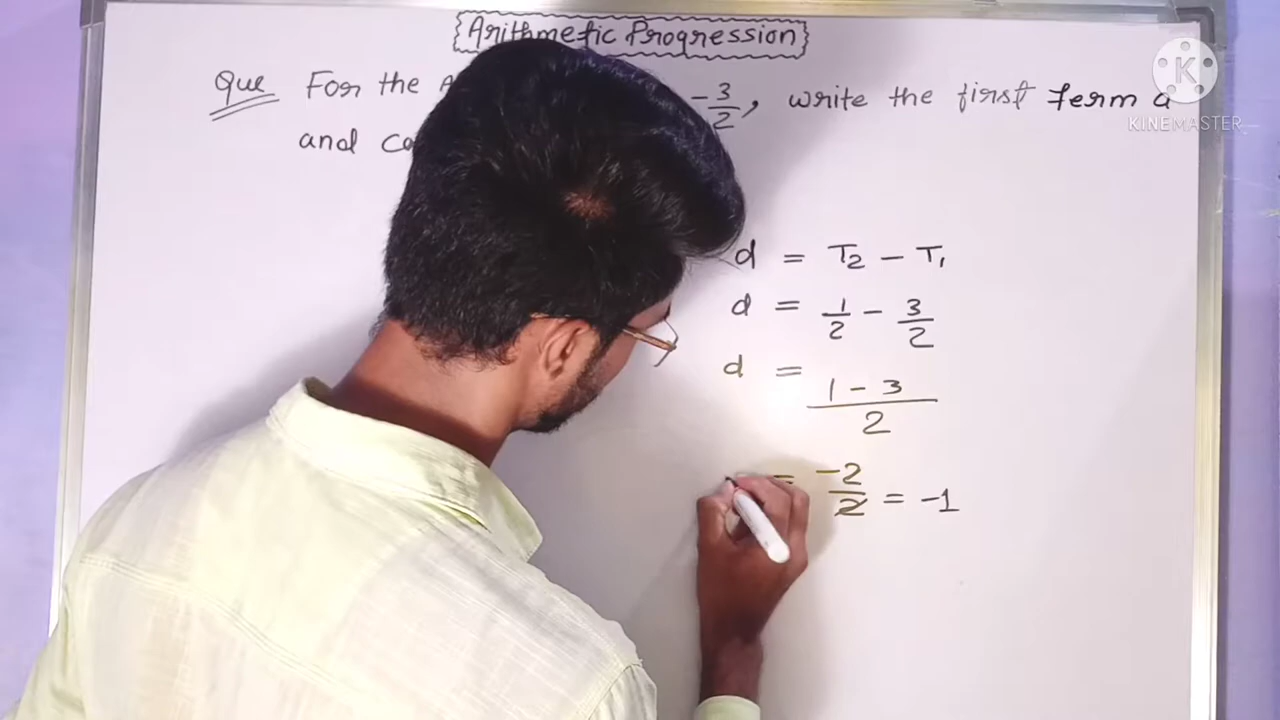 Arithmetic Progression
Que For the -3/2, write the first term a
and
K
KINEMASTER
d = T₂ - T₁
d = 1/2 - 3/2
d = (1 - 3)/2
= -2/2 = -1